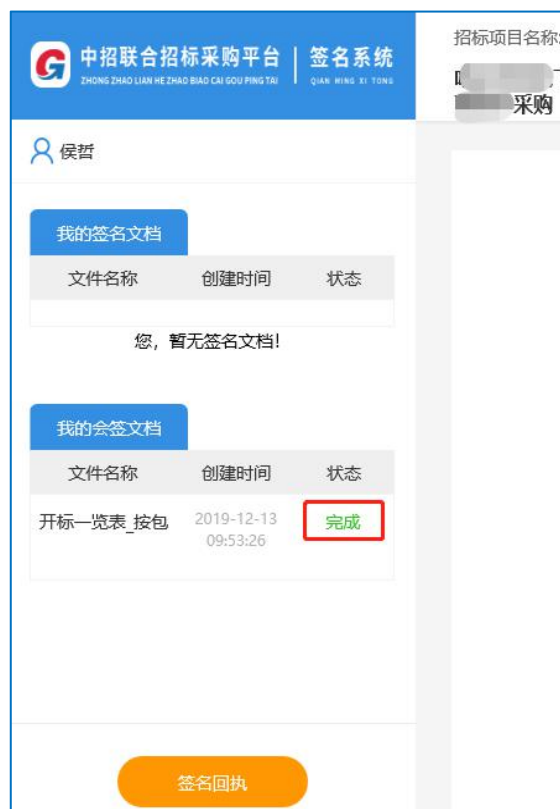 中招联合招标采购平台
签名系统
ZHONG ZHAO LIAN HE ZHAO BIAO CAI GOU PING TAI
QIAN MING XI TONG
招标项目名称:
采购
侯哲
我的签名文档
文件名称 创建时间 状态
您，暂无签名文档!
我的会签文档
文件名称 创建时间 状态
开标一览表_按包 2019-12-13 完成
09:53:26
签名回执